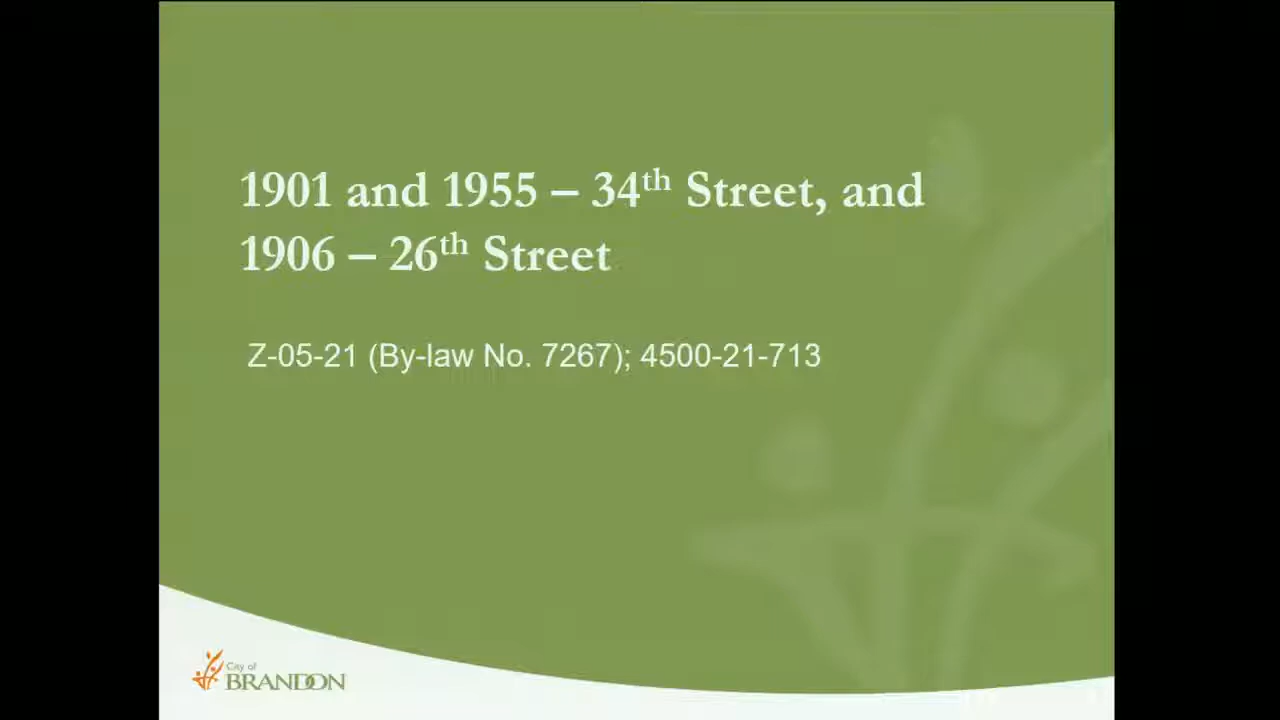 1901 and 1955 – 34th Street, and
1906 – 26th Street
Z-05-21 (By-law No. 7267); 4500-21-713
City of
BRANDON